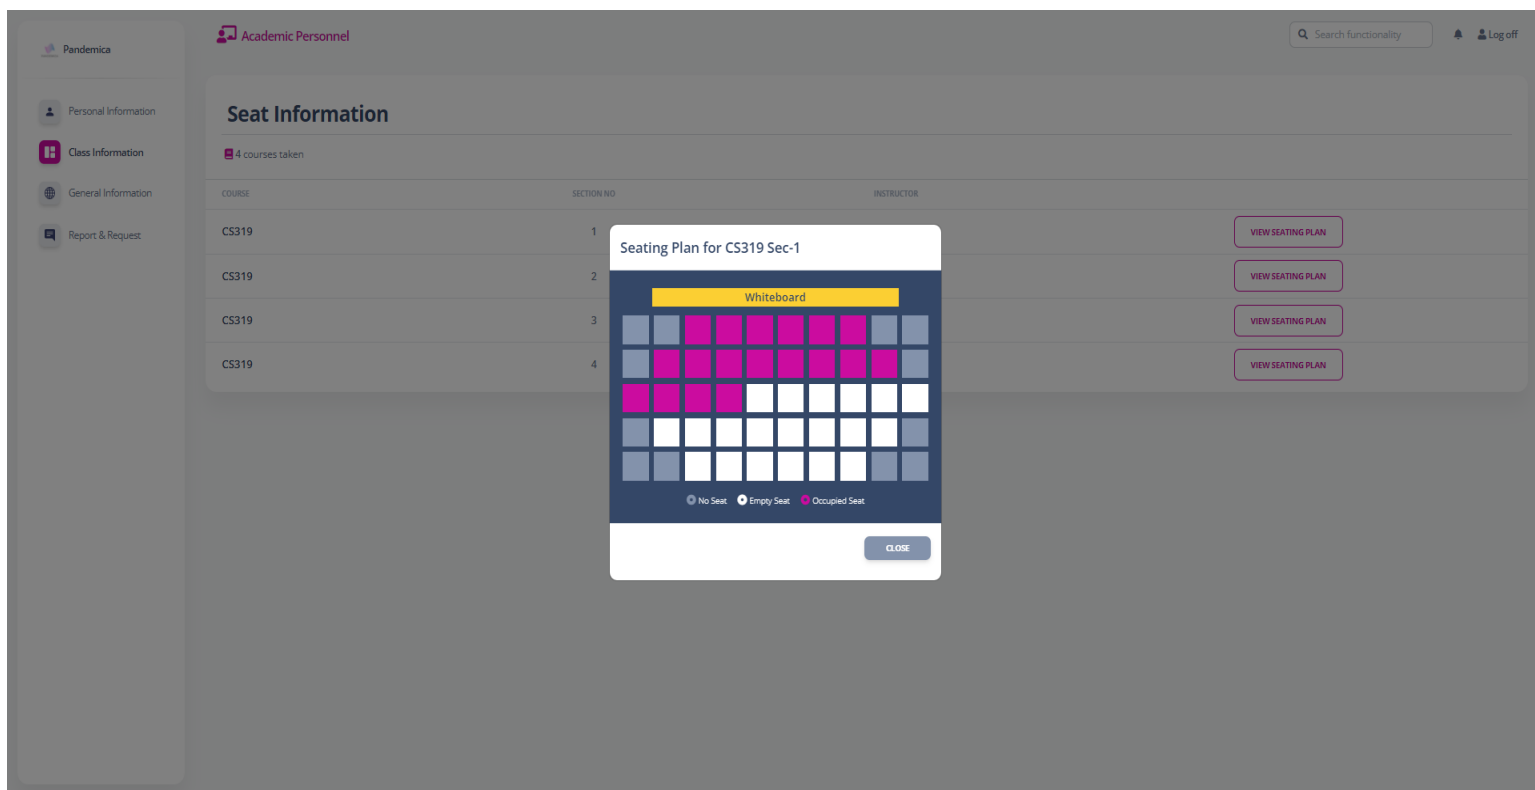 Pandemica
Academic Personnel
Search functionality
Log off
Personal Information
Class Information
General Information
Report & Request
Seat Information
4 courses taken
COURSE SECTION NO INSTRUCTOR
CS319 1 VIEW SEATING PLAN
CS319 2 VIEW SEATING PLAN
CS319 3 VIEW SEATING PLAN
CS319 4 VIEW SEATING PLAN
Seating Plan for CS319 Sec-1
Whiteboard
No Seat Empty Seat Occupied Seat
CLOSE